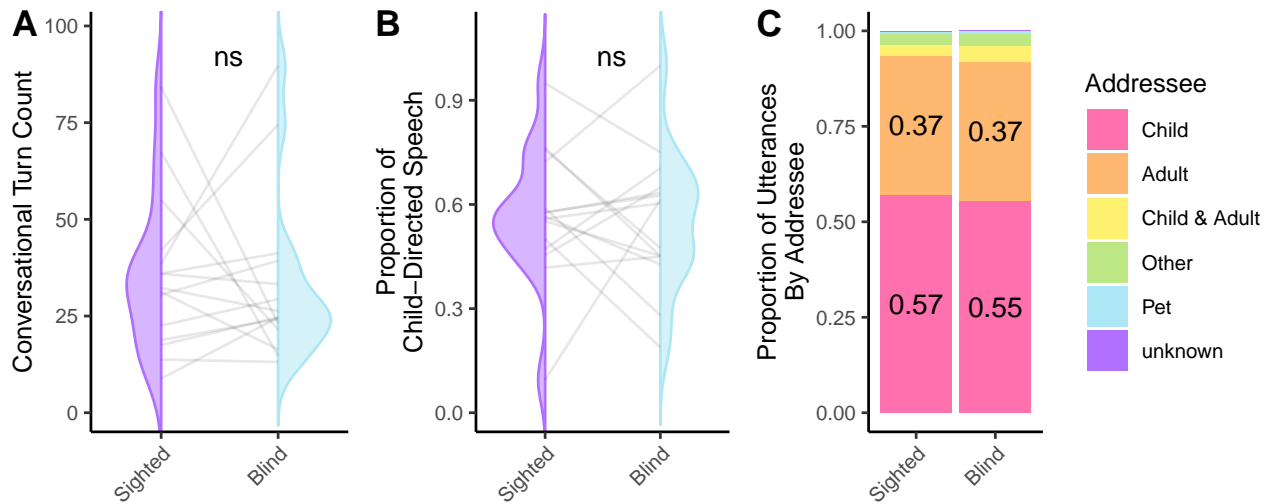 A
Conversational Turn Count
100
75
50
25
0
ns
Sighted
Blind
B
Proportion of
Child−Directed Speech
0.9
0.6
0.3
0.0
ns
Sighted
Blind
C
Proportion of Utterances
By Addressee
1.00
0.75
0.50
0.25
0.00
0.37
0.37
0.57
0.55
Sighted
Blind
Addressee
Child
Adult
Child & Adult
Other
Pet
unknown